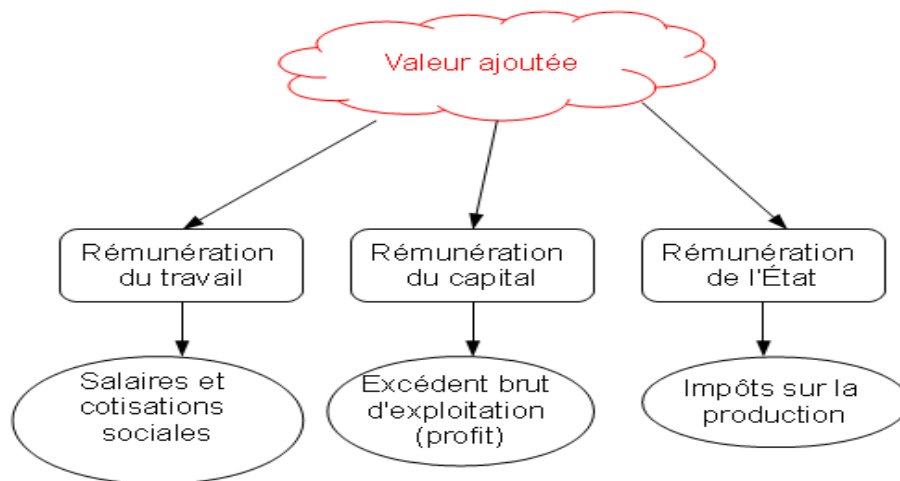 Valeur ajoutée
Rémunération
du travail
Rémunération
du capital
Rémunération
de l'État
Salaires et
cotisations
sociales
Excédent brut
d'exploitation
(profit)
Impôts sur la
production